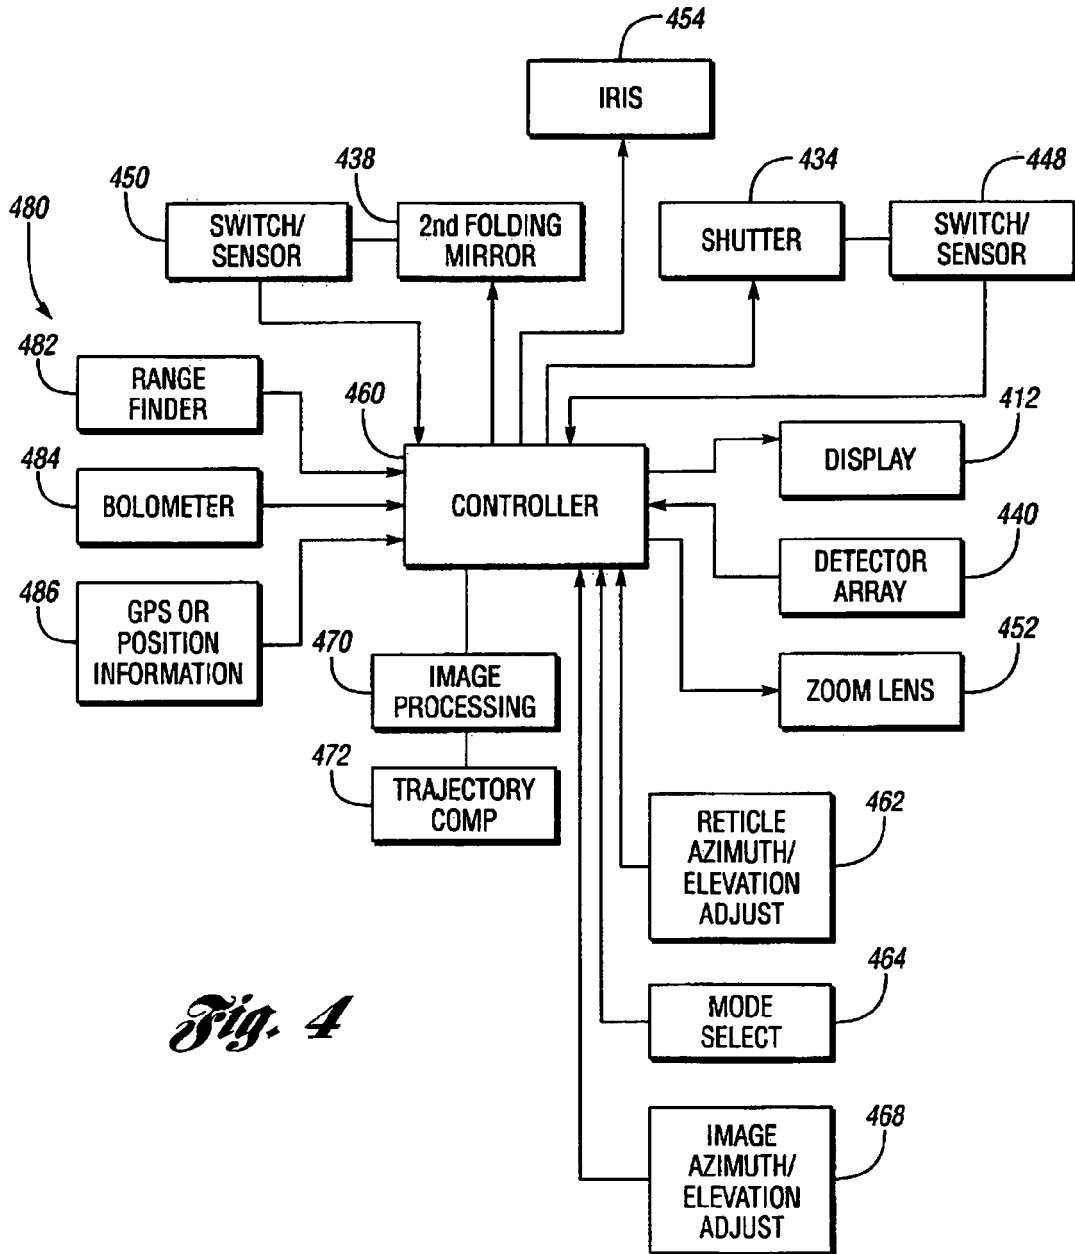 454
IRIS
450
438
434
448
480
SWITCH/
SENSOR
2nd FOLDING
MIRROR
SHUTTER
SWITCH/
SENSOR
482
RANGE
FINDER
460
412
DISPLAY
484
BOLOMETER
CONTROLLER
440
DETECTOR
ARRAY
486
GPS OR
POSITION
INFORMATION
470
IMAGE
PROCESSING
452
ZOOM LENS
472
TRAJECTORY
COMP
462
RETICLE
AZIMUTH/
ELEVATION
ADJUST
464
MODE
SELECT
Fig. 4
468
IMAGE
AZIMUTH/
ELEVATION
ADJUST